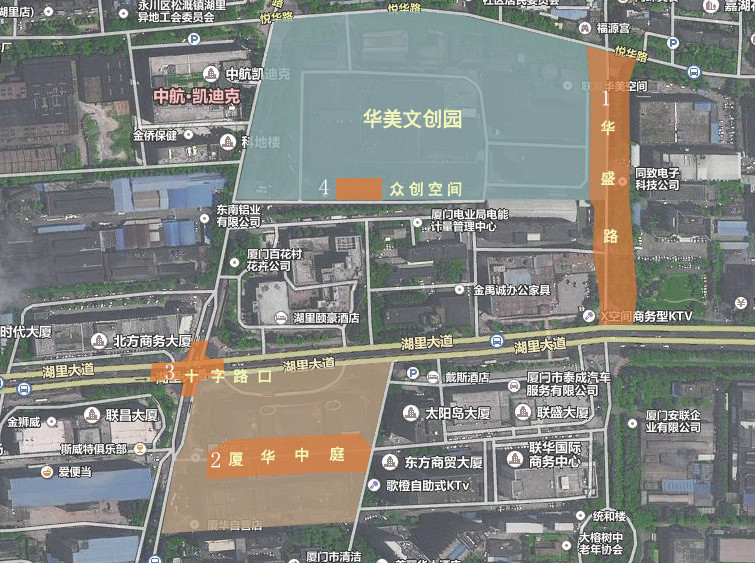 湖里店)
永川区松溉镇湖里
异地工会委员会
悦华路
悦华路
福源宫
嘉湖花
中航凯迪克
中航·凯迪克
悦华路
联发华美空间
1
华美文创园
华
金侨保健
科地楼
盛
同致电子
科技公司
4
众创空间
东南铝业
有限公司
厦门电业局电能
计量管理中心
路
厦门百花村
花卉公司
金禹诚办公家具
湖里颐豪酒店
X空间商务型KTV
时代大厦
北方商务大厦
湖里大道
湖里大道
湖里大道
湖里大道
3
十字路口
戴斯酒店
厦门市泰成汽车
服务有限公司
金狮威
联昌大厦
太阳岛大厦
联盛大厦
厦门安联企
业有限公司
斯威特俱乐部
2
厦华中庭
东方商贸大厦
联华国际
商务中心
爱便当
歌橙自助式KTv
厦华自营店
统和楼
大榕树中
老年协会
厦门市清洁